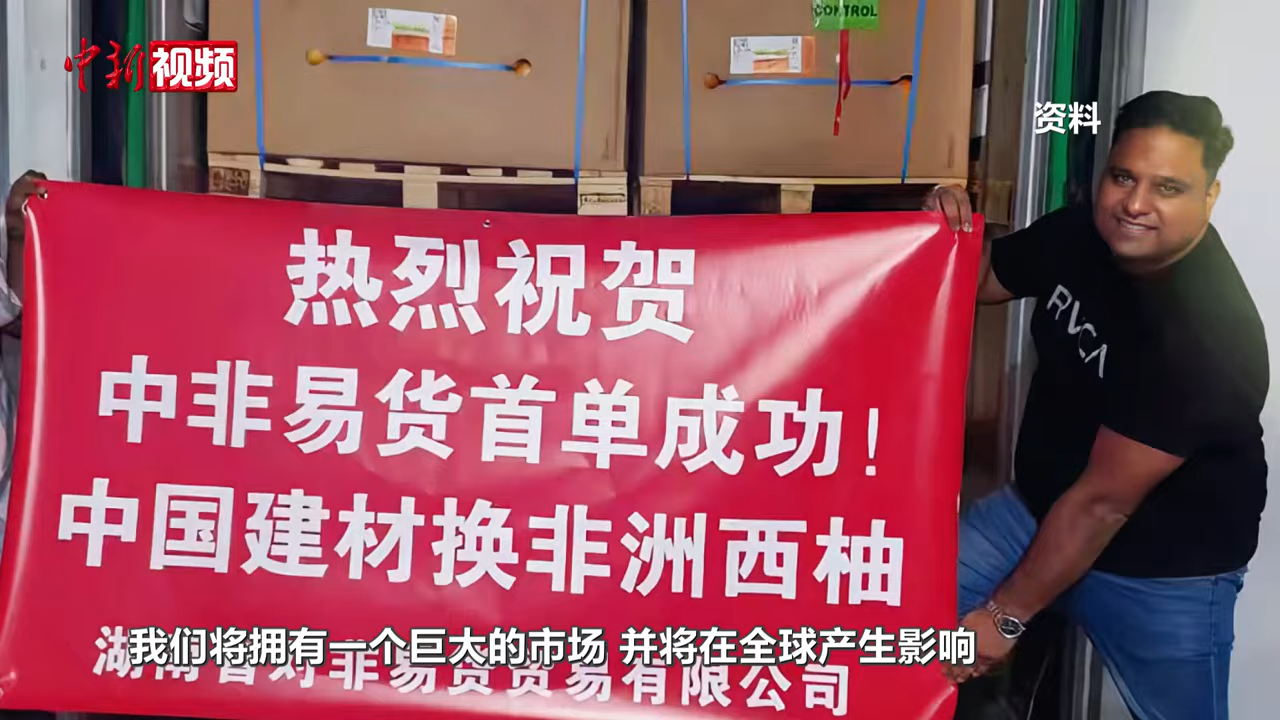 中新视频
CONTROL
资料
RVCA
热烈祝贺
中非易货首单成功！
中国建材换非洲西柚
湖南省对非易货贸易有限公司
我们将拥有一个巨大的市场 并将在全球产生影响